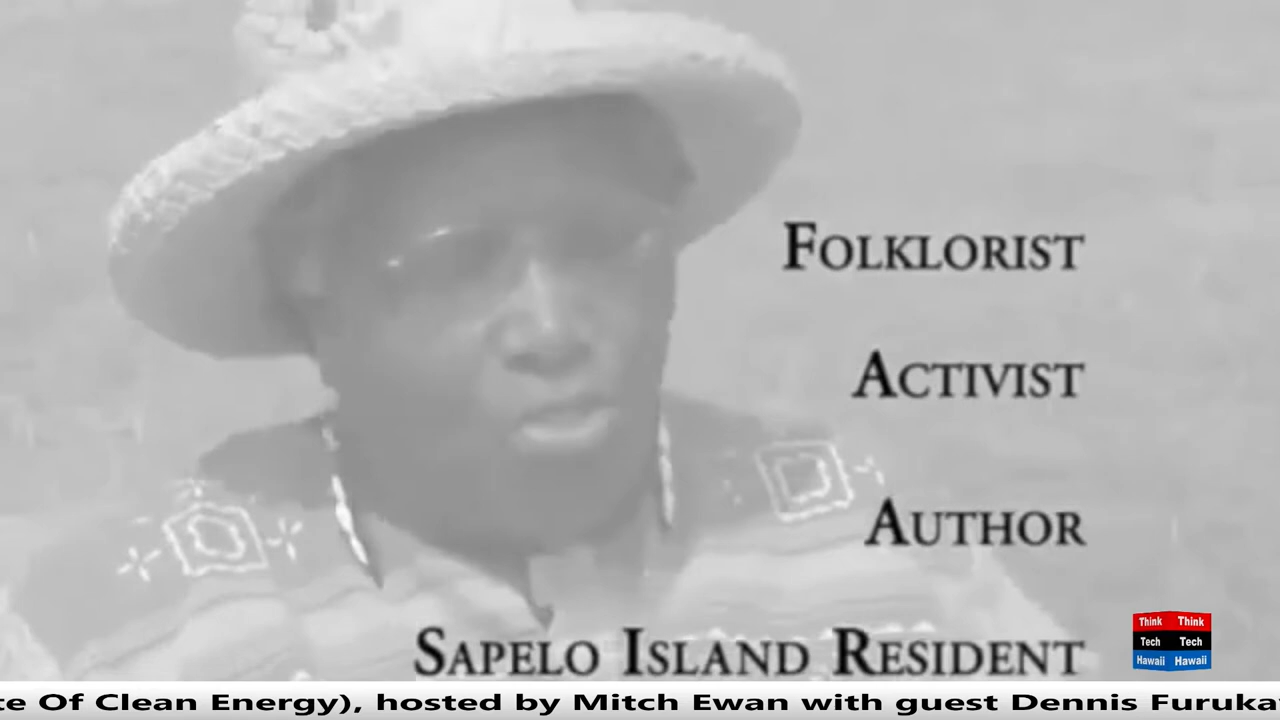 FOLKLORIST
ACTIVIST
AUTHOR
SAPELO ISLAND RESIDENT
Think Think
Tech Tech
Hawaii Hawaii
Of Clean Energy), hosted by Mitch Ewan with guest Dennis